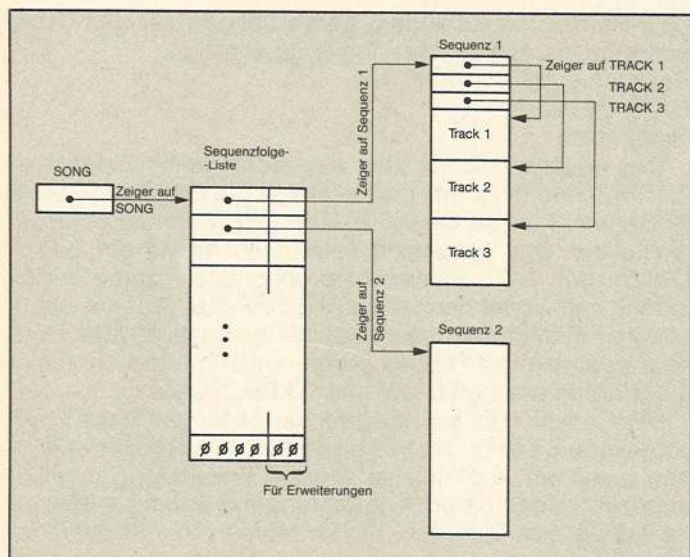 Sequenz 1
Zeiger auf TRACK 1
TRACK 2
TRACK 3
Track 1
Track 2
Track 3
Zeiger auf Sequenz 1
Sequenzfolge-
-Liste
SONG
Zeiger auf
SONG
Zeiger auf
Sequenz 2
Sequenz 2
Ø Ø Ø Ø Ø Ø
Für Erweiterungen